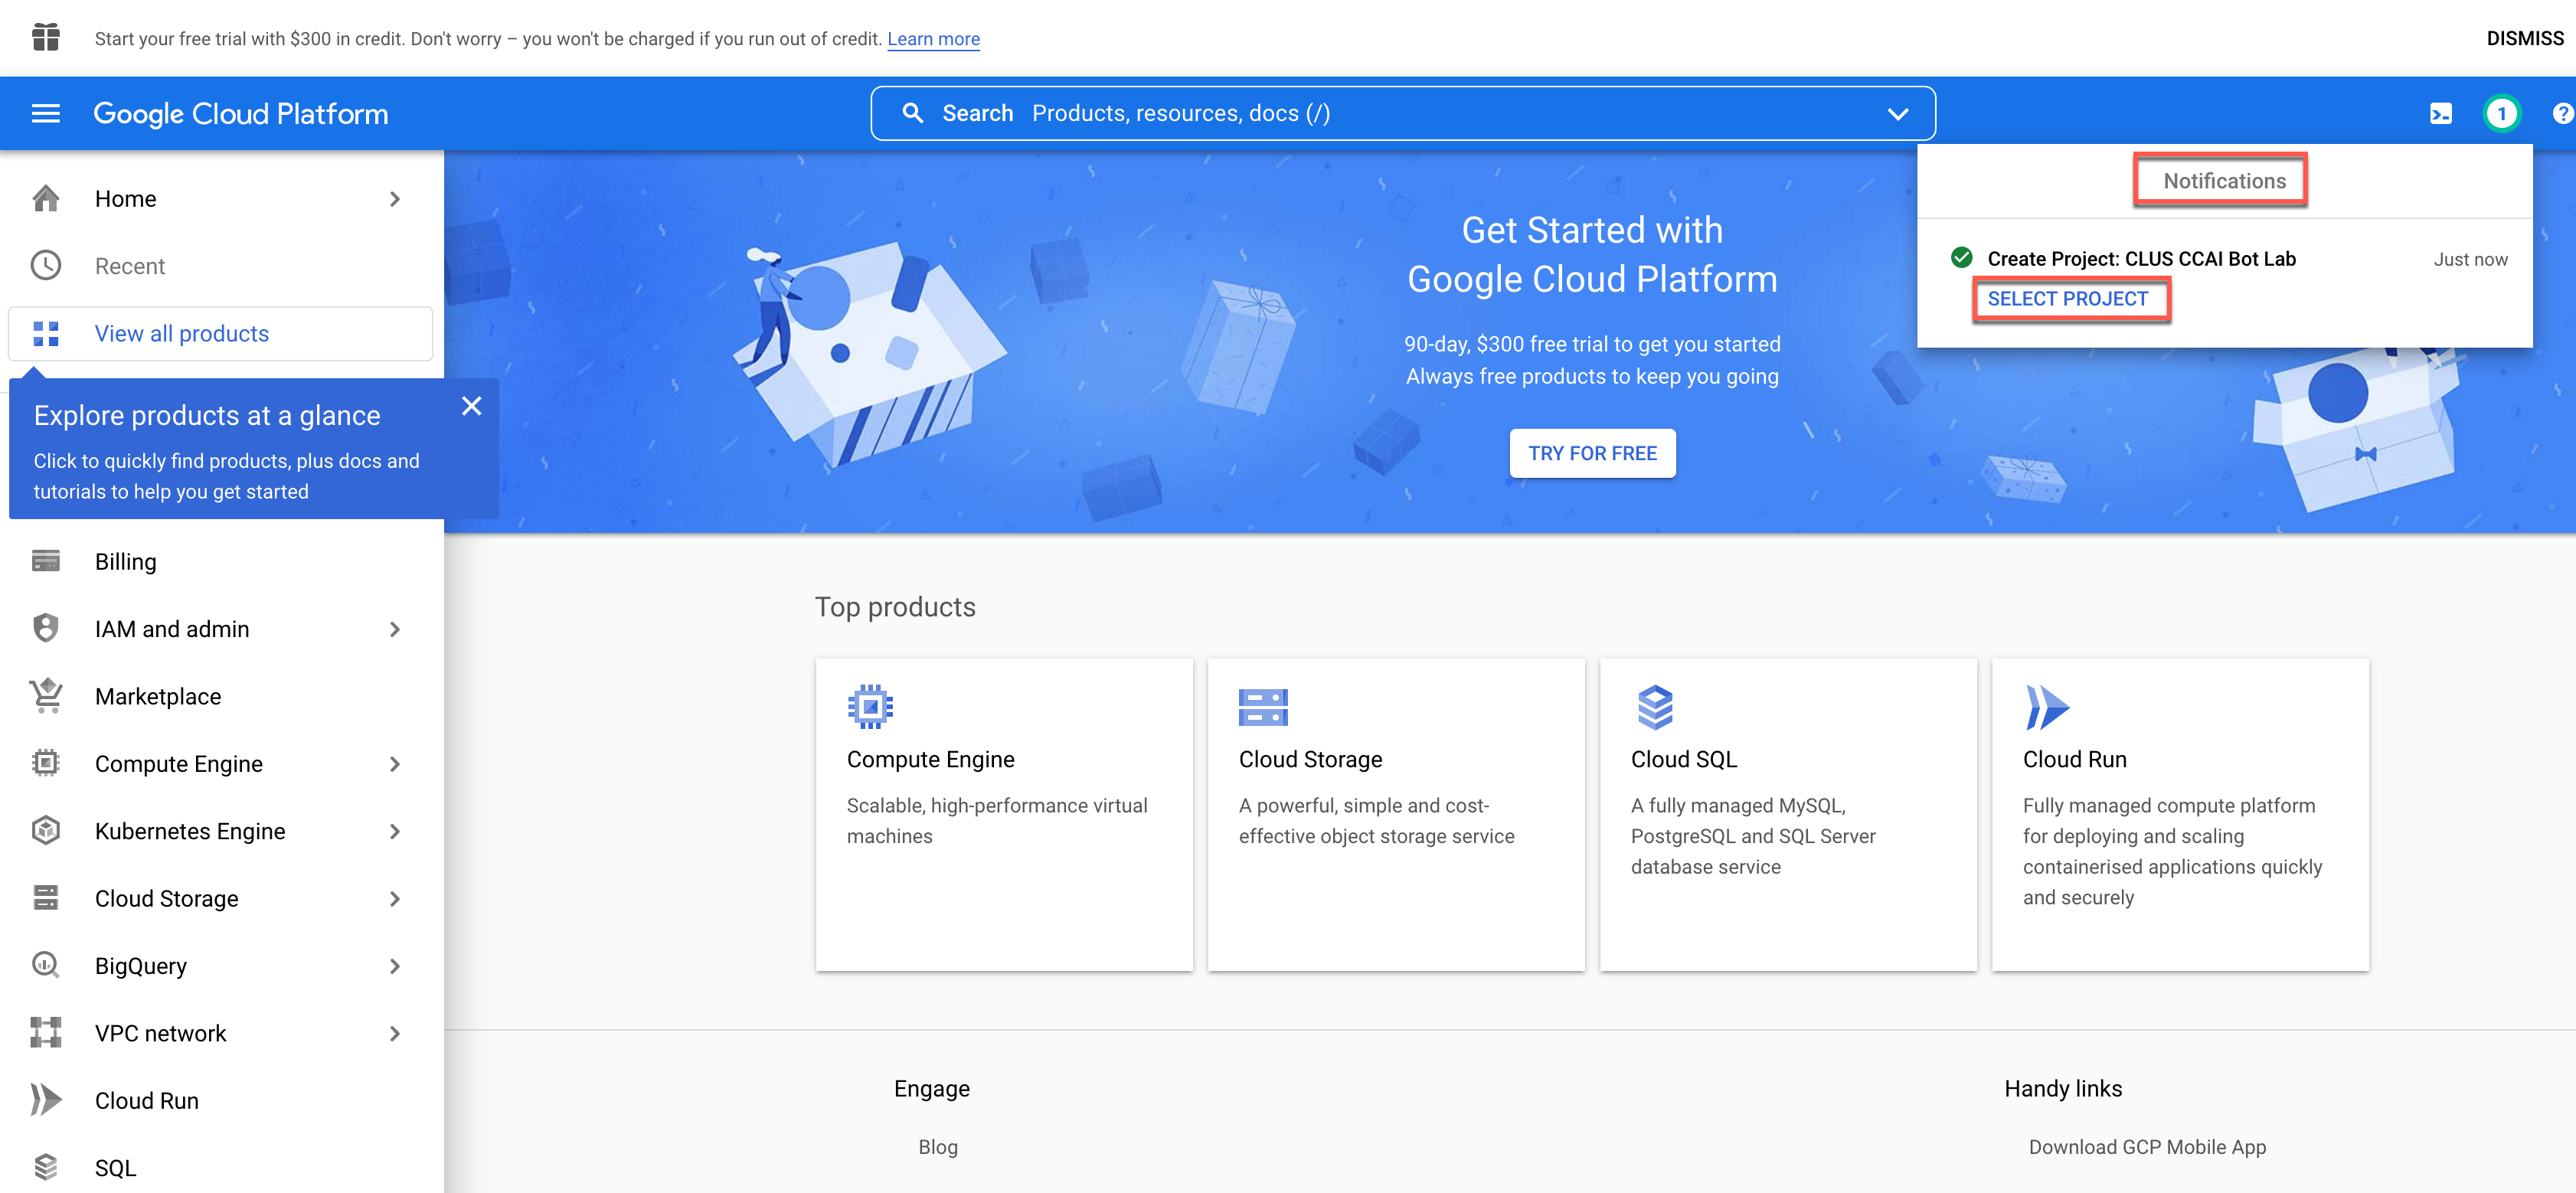 Start your free trial with $300 in credit. Don't worry – you won't be charged if you run out of credit. Learn more
DISMISS
Google Cloud Platform
Search Products, resources, docs (/)
1
?
Home
Recent
View all products
Explore products at a glance
Click to quickly find products, plus docs and
tutorials to help you get started
Billing
IAM and admin
Marketplace
Compute Engine
Kubernetes Engine
Cloud Storage
BigQuery
VPC network
Cloud Run
SQL
Get Started with
Google Cloud Platform
90-day, $300 free trial to get you started
Always free products to keep you going
TRY FOR FREE
Notifications
Create Project: CLUS CCAI Bot Lab
Just now
SELECT PROJECT
Top products
Compute Engine
Scalable, high-performance virtual
machines
Cloud Storage
A powerful, simple and cost-
effective object storage service
Cloud SQL
A fully managed MySQL,
PostgreSQL and SQL Server
database service
Cloud Run
Fully managed compute platform
for deploying and scaling
containerised applications quickly
and securely
Engage
Blog
Handy links
Download GCP Mobile App